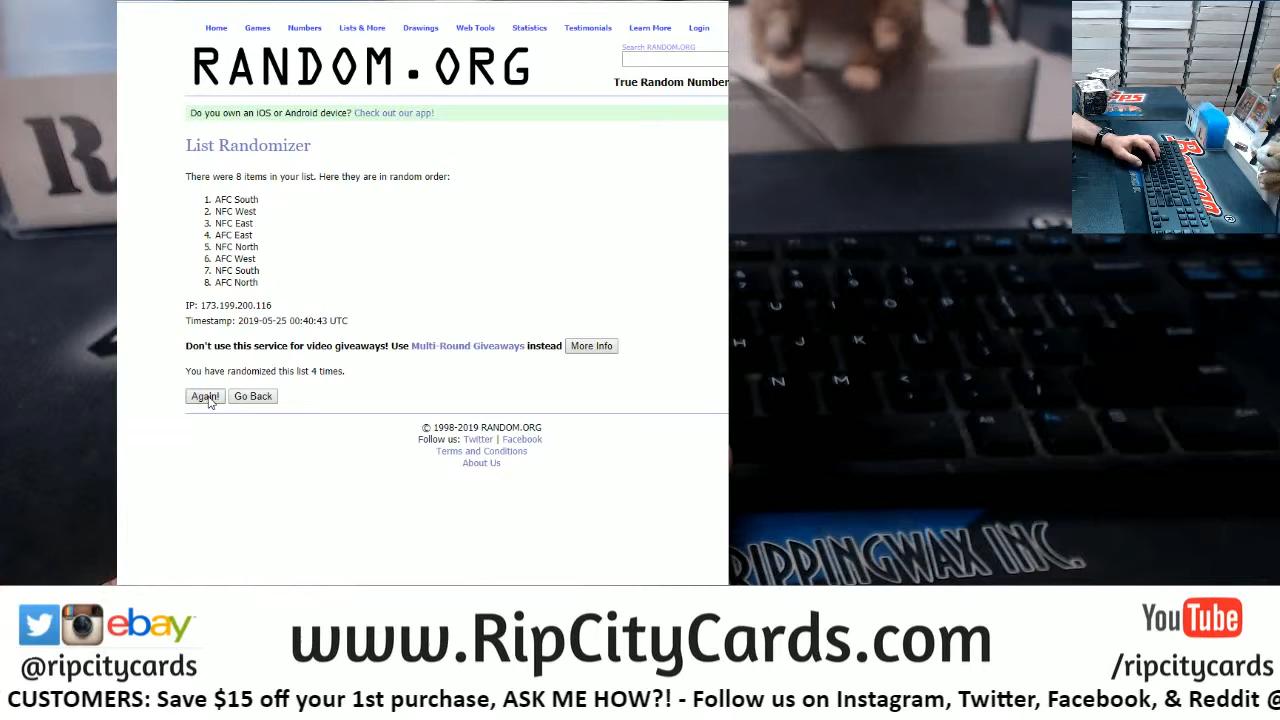 Home Games Numbers Lists & More Drawings Web Tools Statistics Testimonials Learn More Login
RANDOM.ORG
Search RANDOM.ORG
True Random Number
Do you own an iOS or Android device? Check out our app!
List Randomizer
There were 8 items in your list. Here they are in random order:
1. AFC South
2. NFC West
3. NFC East
4. AFC East
5. NFC North
6. AFC West
7. NFC South
8. AFC North
IP: 173.199.200.116
Timestamp: 2019-05-25 00:40:43 UTC
Don't use this service for video giveaways! Use Multi-Round Giveaways instead More Info
You have randomized this list 4 times.
Again! Go Back
© 1998-2019 RANDOM.ORG
Follow us: Twitter | Facebook
Terms and Conditions
About Us
U I
H J K L
N M
RIPPINGWAX INC.
ebay
@ripcitycards
www.RipCityCards.com
YouTube
/ripcitycards
CUSTOMERS: Save $15 off your 1st purchase, ASK ME HOW?! - Follow us on Instagram, Twitter, Facebook, & Reddit @